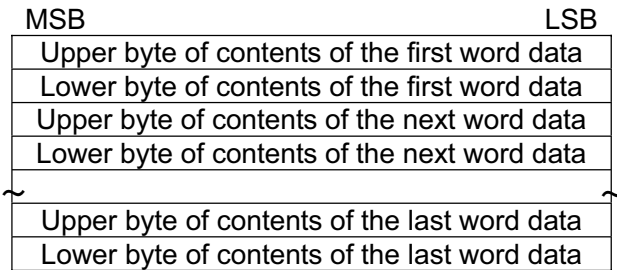 MSB LSB
Upper byte of contents of the first word data
Lower byte of contents of the first word data
Upper byte of contents of the next word data
Lower byte of contents of the next word data
~ ~
Upper byte of contents of the last word data
Lower byte of contents of the last word data